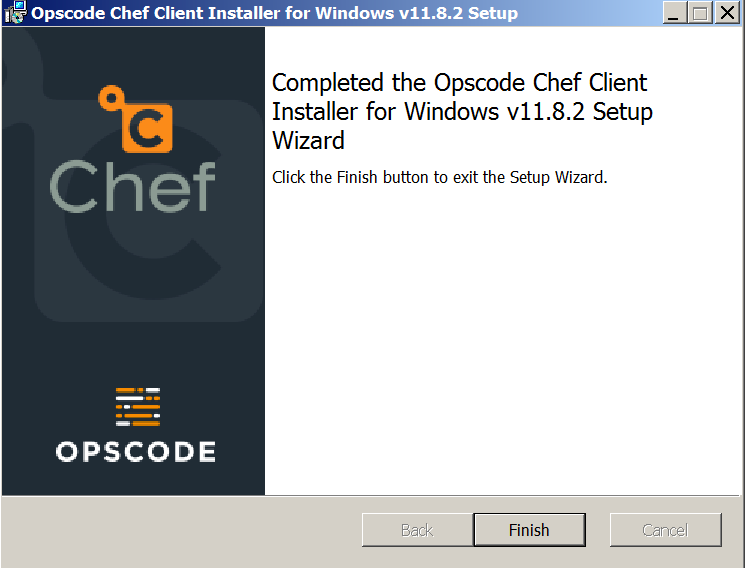 Opscode Chef Client Installer for Windows v11.8.2 Setup
C
Chef
OPSCODE
Completed the Opscode Chef Client
Installer for Windows v11.8.2 Setup
Wizard
Click the Finish button to exit the Setup Wizard.
Back
Finish
Cancel